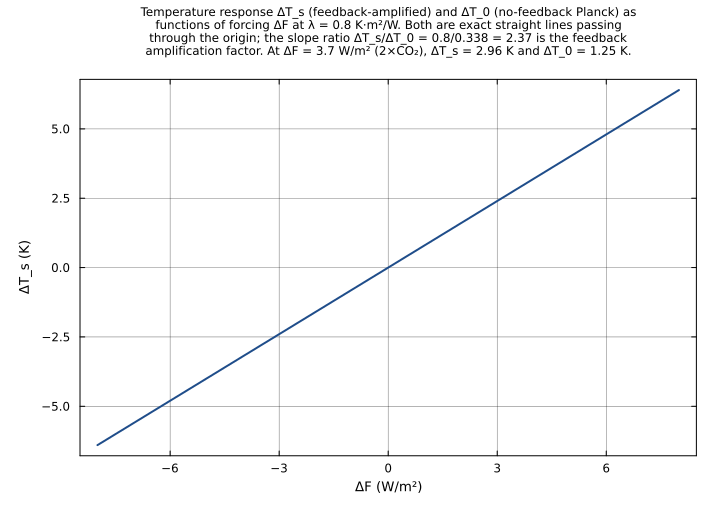 Temperature response ΔT_s (feedback-amplified) and ΔT_0 (no-feedback Planck) as
functions of forcing ΔF at λ = 0.8 K·m²/W. Both are exact straight lines passing
through the origin; the slope ratio ΔT_s/ΔT_0 = 0.8/0.338 = 2.37 is the feedback
amplification factor. At ΔF = 3.7 W/m² (2×CO₂), ΔT_s = 2.96 K and ΔT_0 = 1.25 K.
5.0
2.5
0.0
−2.5
−5.0
ΔT_s (K)
−6 −3 0 3 6
ΔF (W/m²)